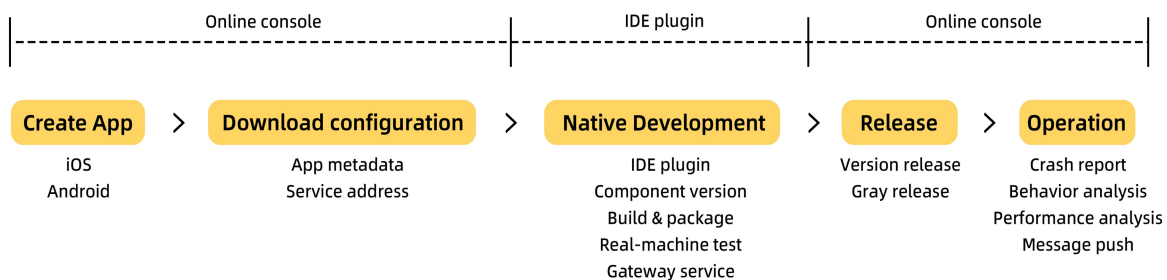 Online console
IDE plugin
Online console
Create App
>
Download configuration
>
Native Development
>
Release
>
Operation
iOS
Android
App metadata
Service address
IDE plugin
Component version
Build & package
Real-machine test
Gateway service
Version release
Gray release
Crash report
Behavior analysis
Performance analysis
Message push